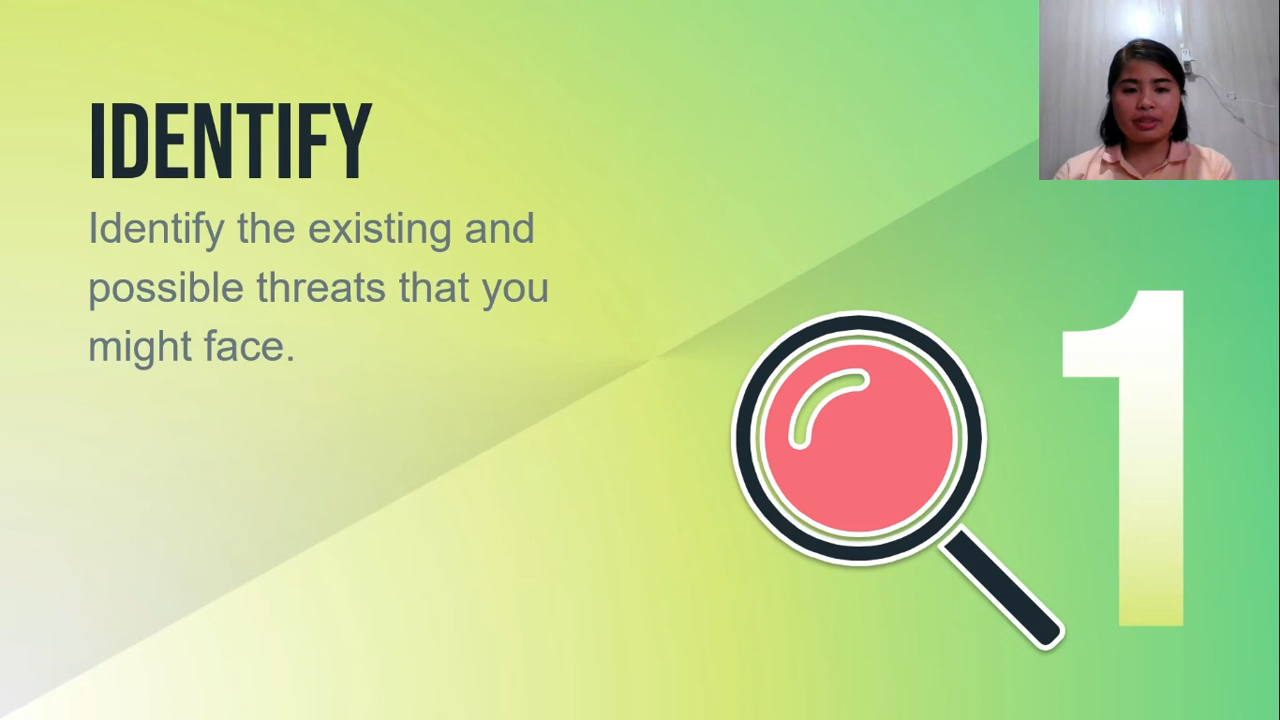 IDENTIFY
Identify the existing and
possible threats that you
might face.
1